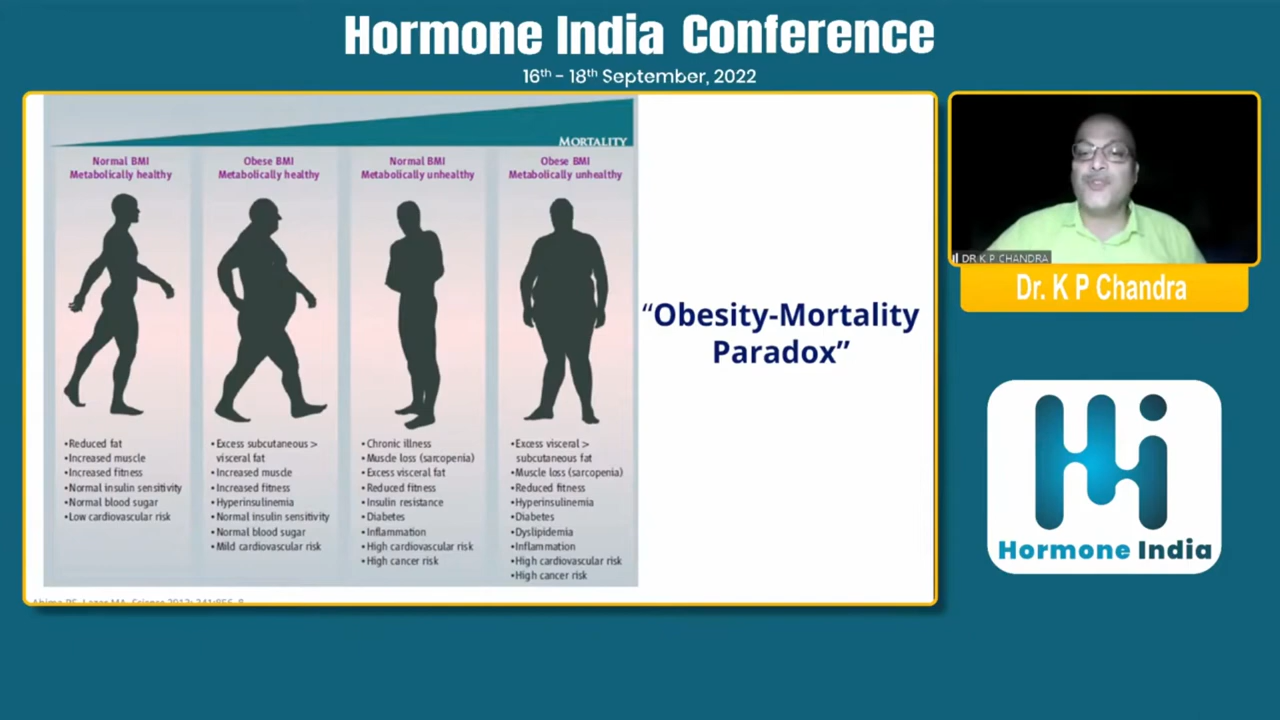 Hormone India Conference
16th - 18th September, 2022
MORTALITY
Normal BMI
Metabolically healthy
•Reduced fat
•Increased muscle
•Increased fitness
•Normal insulin sensitivity
•Normal blood sugar
•Low cardiovascular risk
Obese BMI
Metabolically healthy
•Excess subcutaneous >
visceral fat
•Increased muscle
•Increased fitness
•Hyperinsulinemia
•Normal insulin sensitivity
•Normal blood sugar
•Mild cardiovascular risk
Normal BMI
Metabolically unhealthy
•Chronic illness
•Muscle loss (sarcopenia)
•Excess visceral fat
•Reduced fitness
•Insulin resistance
•Diabetes
•Inflammation
•High cardiovascular risk
•High cancer risk
Obese BMI
Metabolically unhealthy
•Excess visceral >
subcutaneous fat
•Muscle loss (sarcopenia)
•Reduced fitness
•Hyperinsulinemia
•Diabetes
•Dyslipidemia
•Inflammation
•High cardiovascular risk
•High cancer risk
“Obesity-Mortality
Paradox”
DR K P CHANDRA
Dr. K P Chandra
Hormone India